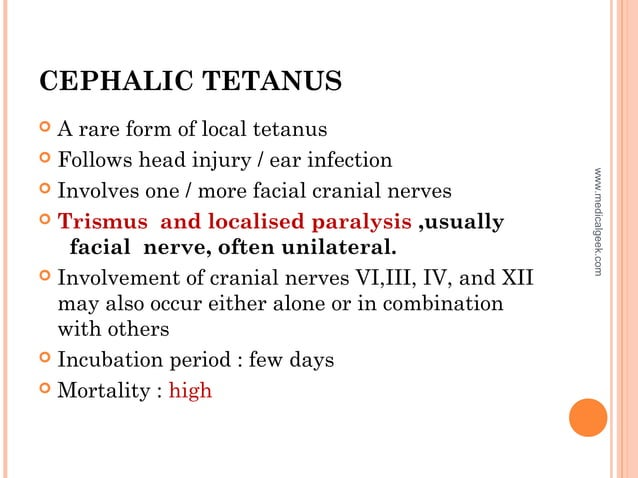 CEPHALIC TETANUS
A rare form of local tetanus
Follows head injury / ear infection
Involves one / more facial cranial nerves
Trismus and localised paralysis ,usually
facial nerve, often unilateral.
Involvement of cranial nerves VI,III, IV, and XII
may also occur either alone or in combination
with others
Incubation period : few days
Mortality : high
www.medicalgeek.com